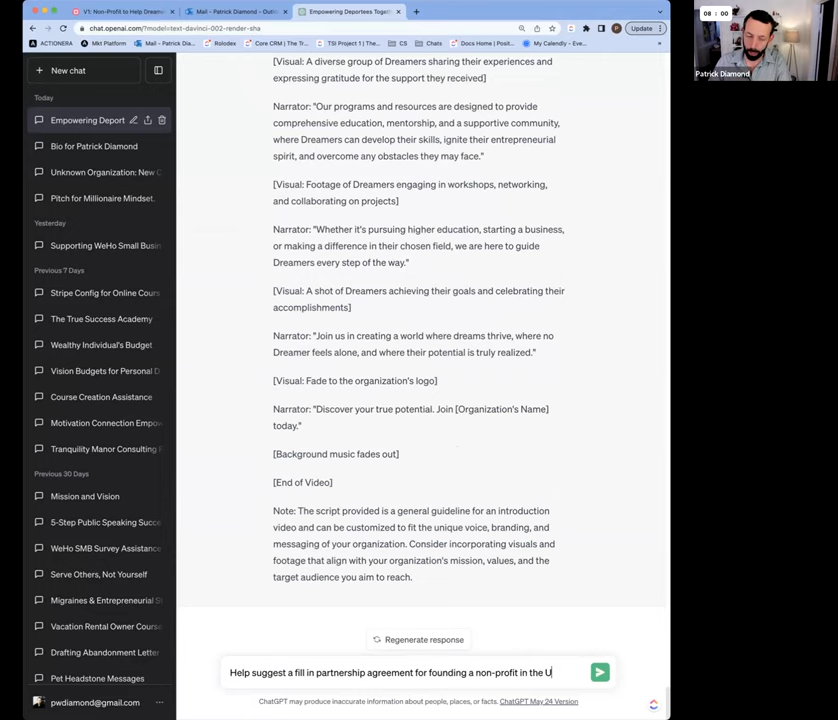 V1: Non-Profit to Help Dream
Mail - Patrick Diamond - Outl
Empowering Deportees Togeth
chat.openai.com/?model=text-davinci-002-render-sha
Update
ACTIONERA
Mkt Platform
Mail - Patrick Dia...
Rolodex
Core CRM | The Tr...
TSI Project 1 | The...
CS
Chats
Docs Home | Posit...
My Calendly - Eve...
08 : 00
Patrick Diamond
New chat
Today
Empowering Deport
Bio for Patrick Diamond
Unknown Organization: New C
Pitch for Millionaire Mindset.
Yesterday
Supporting WeHo Small Busin
Previous 7 Days
Stripe Config for Online Cours
The True Success Academy
Wealthy Individual's Budget
Vision Budgets for Personal D
Course Creation Assistance
Motivation Connection Empow
Tranquility Manor Consulting F
Previous 30 Days
Mission and Vision
5-Step Public Speaking Succe
WeHo SMB Survey Assistance
Serve Others, Not Yourself
Migraines & Entrepreneurial St
Vacation Rental Owner Course
Drafting Abandonment Letter
Pet Headstone Messages
pwdiamond@gmail.com
[Visual: A diverse group of Dreamers sharing their experiences and
expressing gratitude for the support they received]
Narrator: "Our programs and resources are designed to provide
comprehensive education, mentorship, and a supportive community,
where Dreamers can develop their skills, ignite their entrepreneurial
spirit, and overcome any obstacles they may face."
[Visual: Footage of Dreamers engaging in workshops, networking,
and collaborating on projects]
Narrator: "Whether it's pursuing higher education, starting a business,
or making a difference in their chosen field, we are here to guide
Dreamers every step of the way."
[Visual: A shot of Dreamers achieving their goals and celebrating their
accomplishments]
Narrator: "Join us in creating a world where dreams thrive, where no
Dreamer feels alone, and where their potential is truly realized."
[Visual: Fade to the organization's logo]
Narrator: "Discover your true potential. Join [Organization's Name]
today."
[Background music fades out]
[End of Video]
Note: The script provided is a general guideline for an introduction
video and can be customized to fit the unique voice, branding, and
messaging of your organization. Consider incorporating visuals and
footage that align with your organization's mission, values, and the
target audience you aim to reach.
Regenerate response
Help suggest a fill in partnership agreement for founding a non-profit in the U
ChatGPT may produce inaccurate information about people, places, or facts. ChatGPT May 24 Version